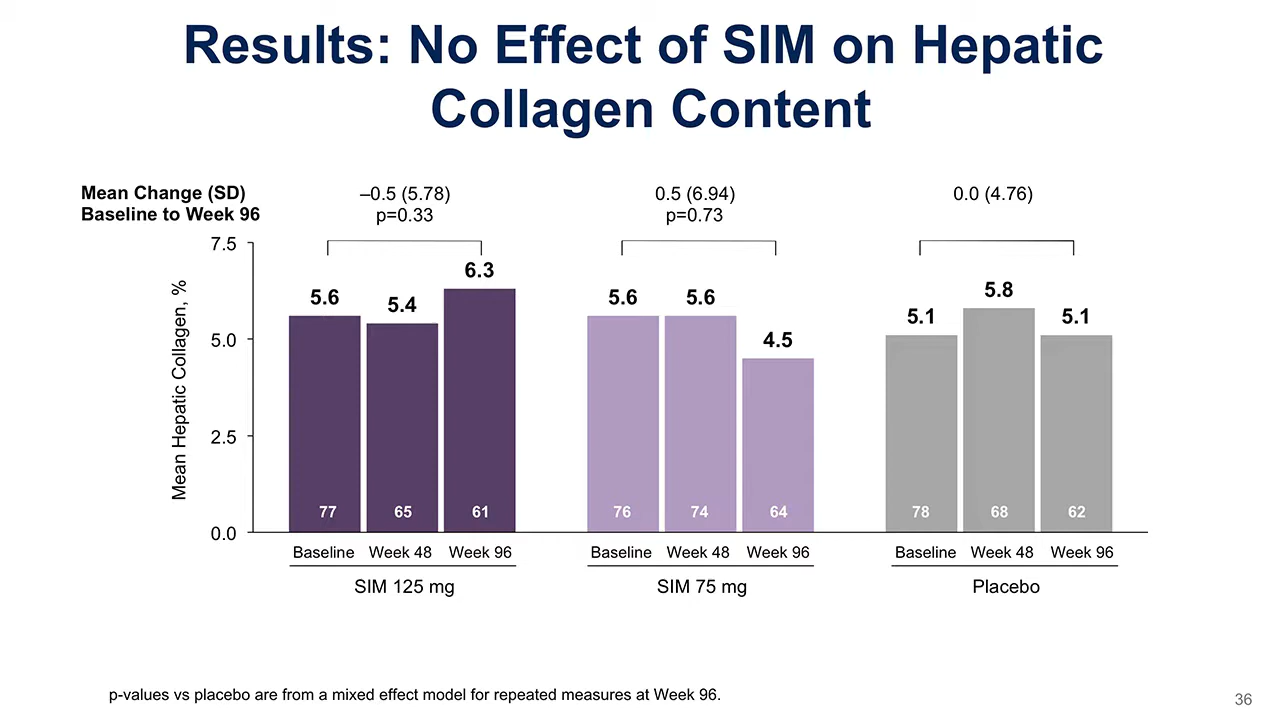 Results: No Effect of SIM on Hepatic
Collagen Content
Mean Change (SD)
Baseline to Week 96
–0.5 (5.78)
p=0.33
0.5 (6.94)
p=0.73
0.0 (4.76)
Mean Hepatic Collagen, %
7.5
5.0
2.5
0.0
5.6
5.4
6.3
5.6
5.6
4.5
5.1
5.8
5.1
77
65
61
76
74
64
78
68
62
Baseline Week 48 Week 96
Baseline Week 48 Week 96
Baseline Week 48 Week 96
SIM 125 mg
SIM 75 mg
Placebo
p-values vs placebo are from a mixed effect model for repeated measures at Week 96.
36